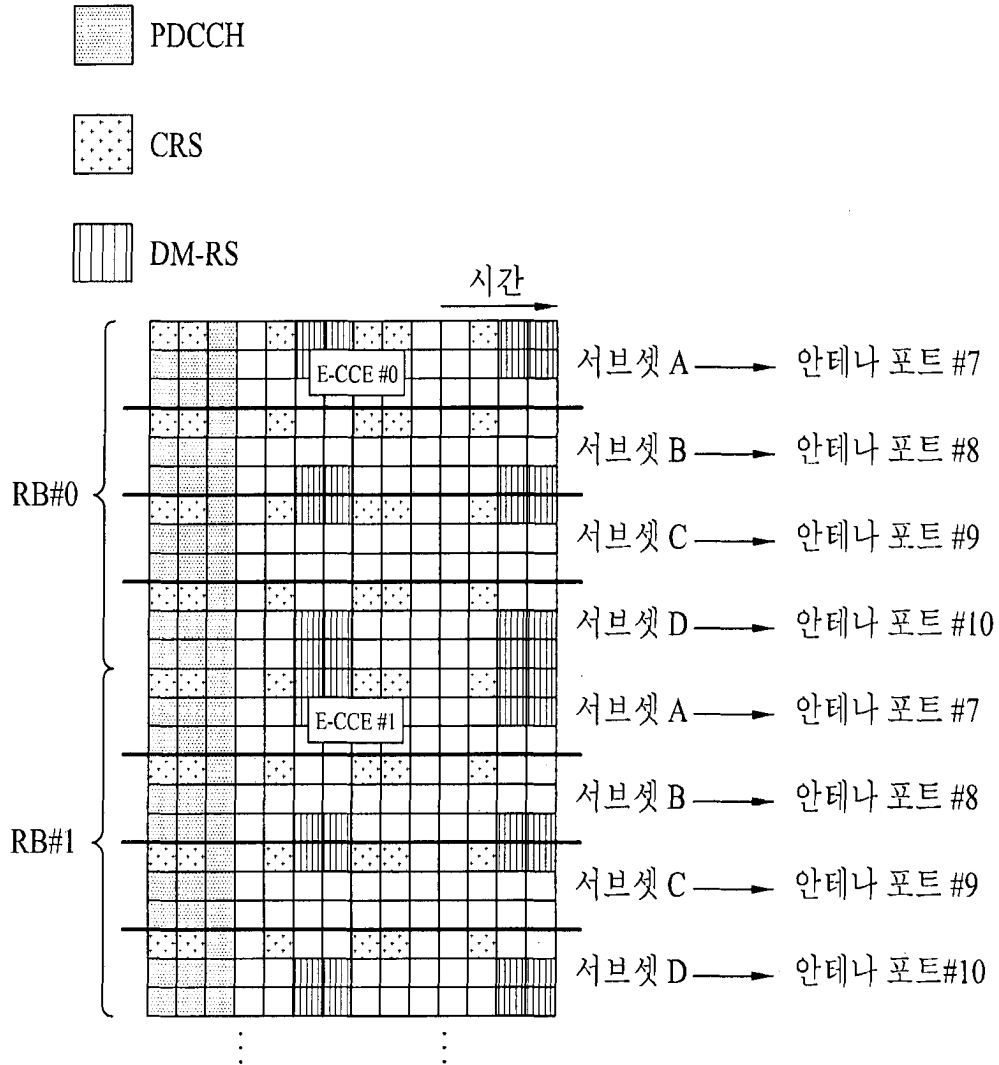 PDCCH
CRS
DM-RS
시간
RB#0
E-CCE #0
서브셋 A 안테나 포트 #7
서브셋 B 안테나 포트 #8
서브셋 C 안테나 포트 #9
서브셋 D 안테나 포트 #10
RB#1
E-CCE #1
서브셋 A 안테나 포트 #7
서브셋 B 안테나 포트 #8
서브셋 C 안테나 포트 #9
서브셋 D 안테나 포트#10